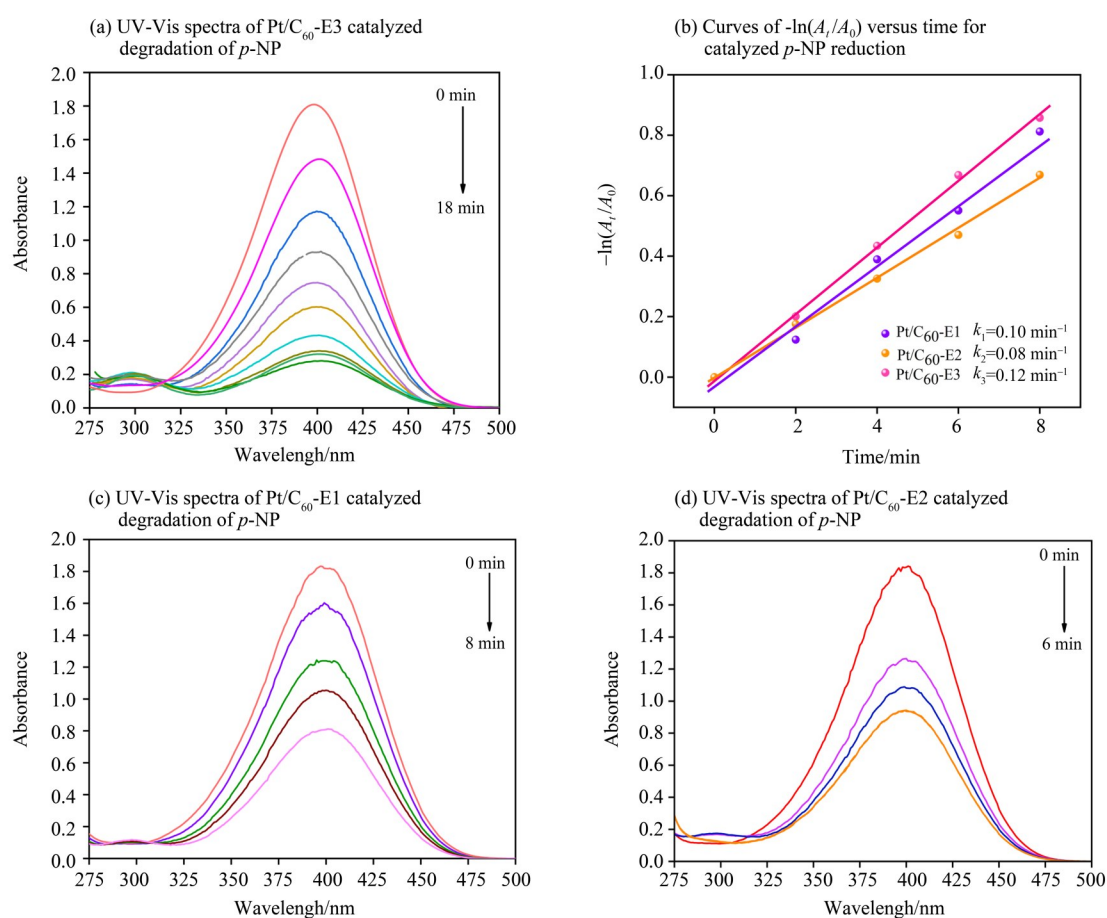 (a) UV-Vis spectra of Pt/C60-E3 catalyzed
degradation of p-NP
2.0
1.8
1.6
1.4
1.2
1.0
0.8
0.6
0.4
0.2
0.0
Absorbance
0 min
18 min
275 300 325 350 375 400 425 450 475 500
Wavelengh/nm
(b) Curves of -ln(At/A0) versus time for
catalyzed p-NP reduction
1.0
0.8
0.6
0.4
0.2
0.0
−ln(At/A0)
Pt/C60-E1 k1=0.10 min−1
Pt/C60-E2 k2=0.08 min−1
Pt/C60-E3 k3=0.12 min−1
0 2 4 6 8
Time/min
(c) UV-Vis spectra of Pt/C60-E1 catalyzed
degradation of p-NP
2.0
1.8
1.6
1.4
1.2
1.0
0.8
0.6
0.4
0.2
0.0
Absorbance
0 min
8 min
275 300 325 350 375 400 425 450 475 500
Wavelengh/nm
(d) UV-Vis spectra of Pt/C60-E2 catalyzed
degradation of p-NP
2.0
1.8
1.6
1.4
1.2
1.0
0.8
0.6
0.4
0.2
0.0
Absorbance
0 min
6 min
275 300 325 350 375 400 425 450 475 500
Wavelengh/nm